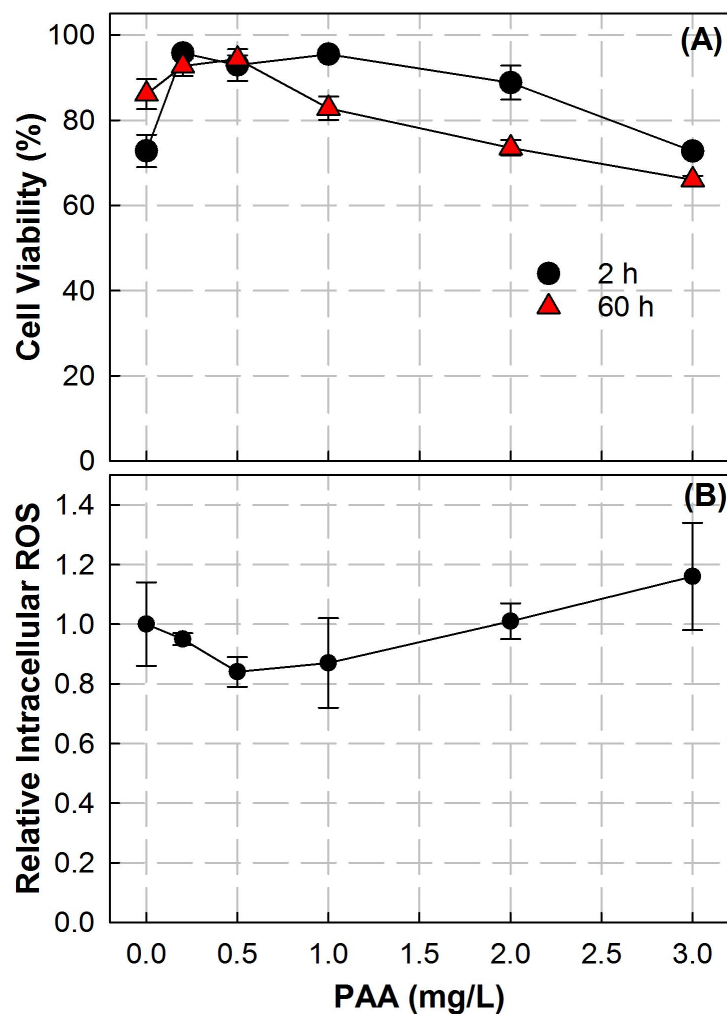 (A)
Cell Viability (%)
100
80
60
40
20
0
2 h
60 h
(B)
Relative Intracellular ROS
1.4
1.2
1.0
0.8
0.6
0.4
0.2
0.0
0.0 0.5 1.0 1.5 2.0 2.5 3.0
PAA (mg/L)